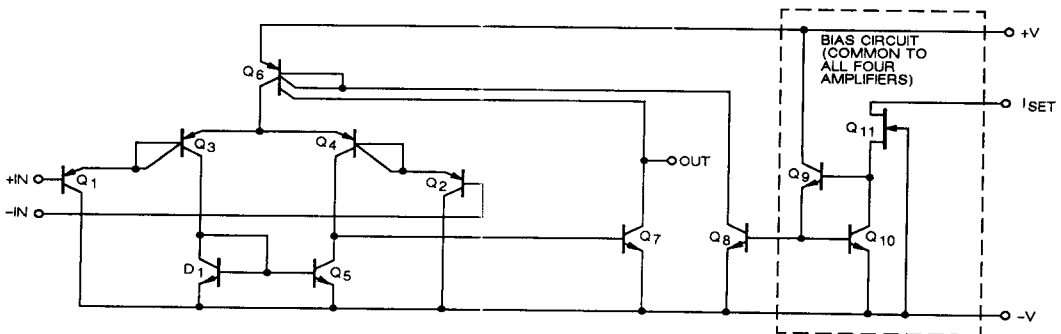 BIAS CIRCUIT
(COMMON TO
ALL FOUR
AMPLIFIERS)
+V
Q6
ISET
Q11
Q3
Q4
OUT
+IN
Q1
Q2
Q9
-IN
Q7
Q8
Q10
D1
Q5
-V